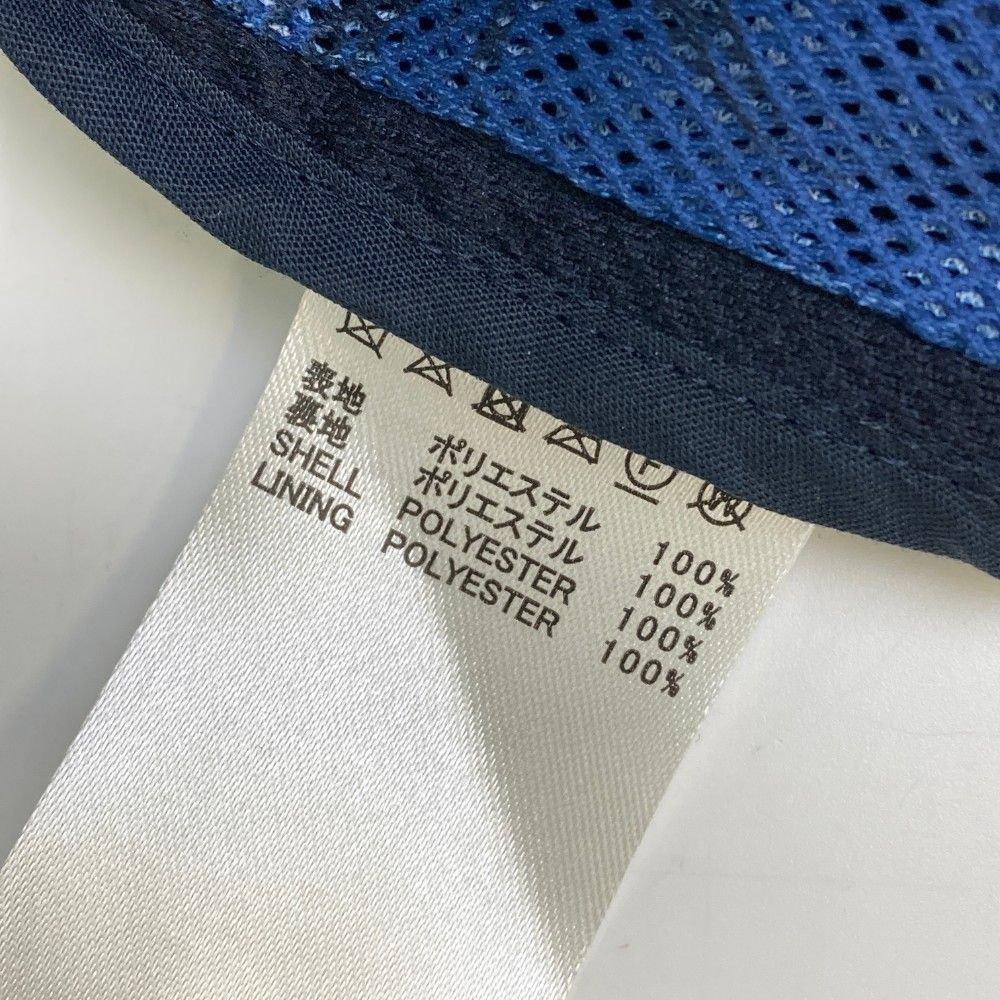 表地 ポリエステル 100%
裏地 ポリエステル 100%
SHELL POLYESTER 100%
LINING POLYESTER 100%